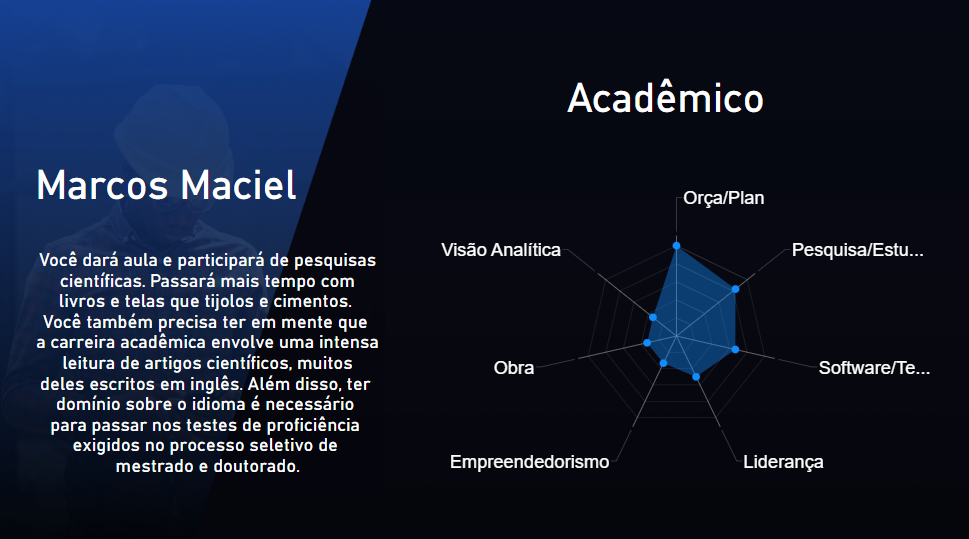 Marcos Maciel
Você dará aula e participará de pesquisas
científicas. Passará mais tempo com
livros e telas que tijolos e cimentos.
Você também precisa ter em mente que
a carreira acadêmica envolve uma intensa
leitura de artigos científicos, muitos
deles escritos em inglês. Além disso, ter
domínio sobre o idioma é necessário
para passar nos testes de proficiência
exigidos no processo seletivo de
mestrado e doutorado.
Acadêmico
Orça/Plan
Visão Analítica
Pesquisa/Estu...
Obra
Software/Te...
Empreendedorismo
Liderança